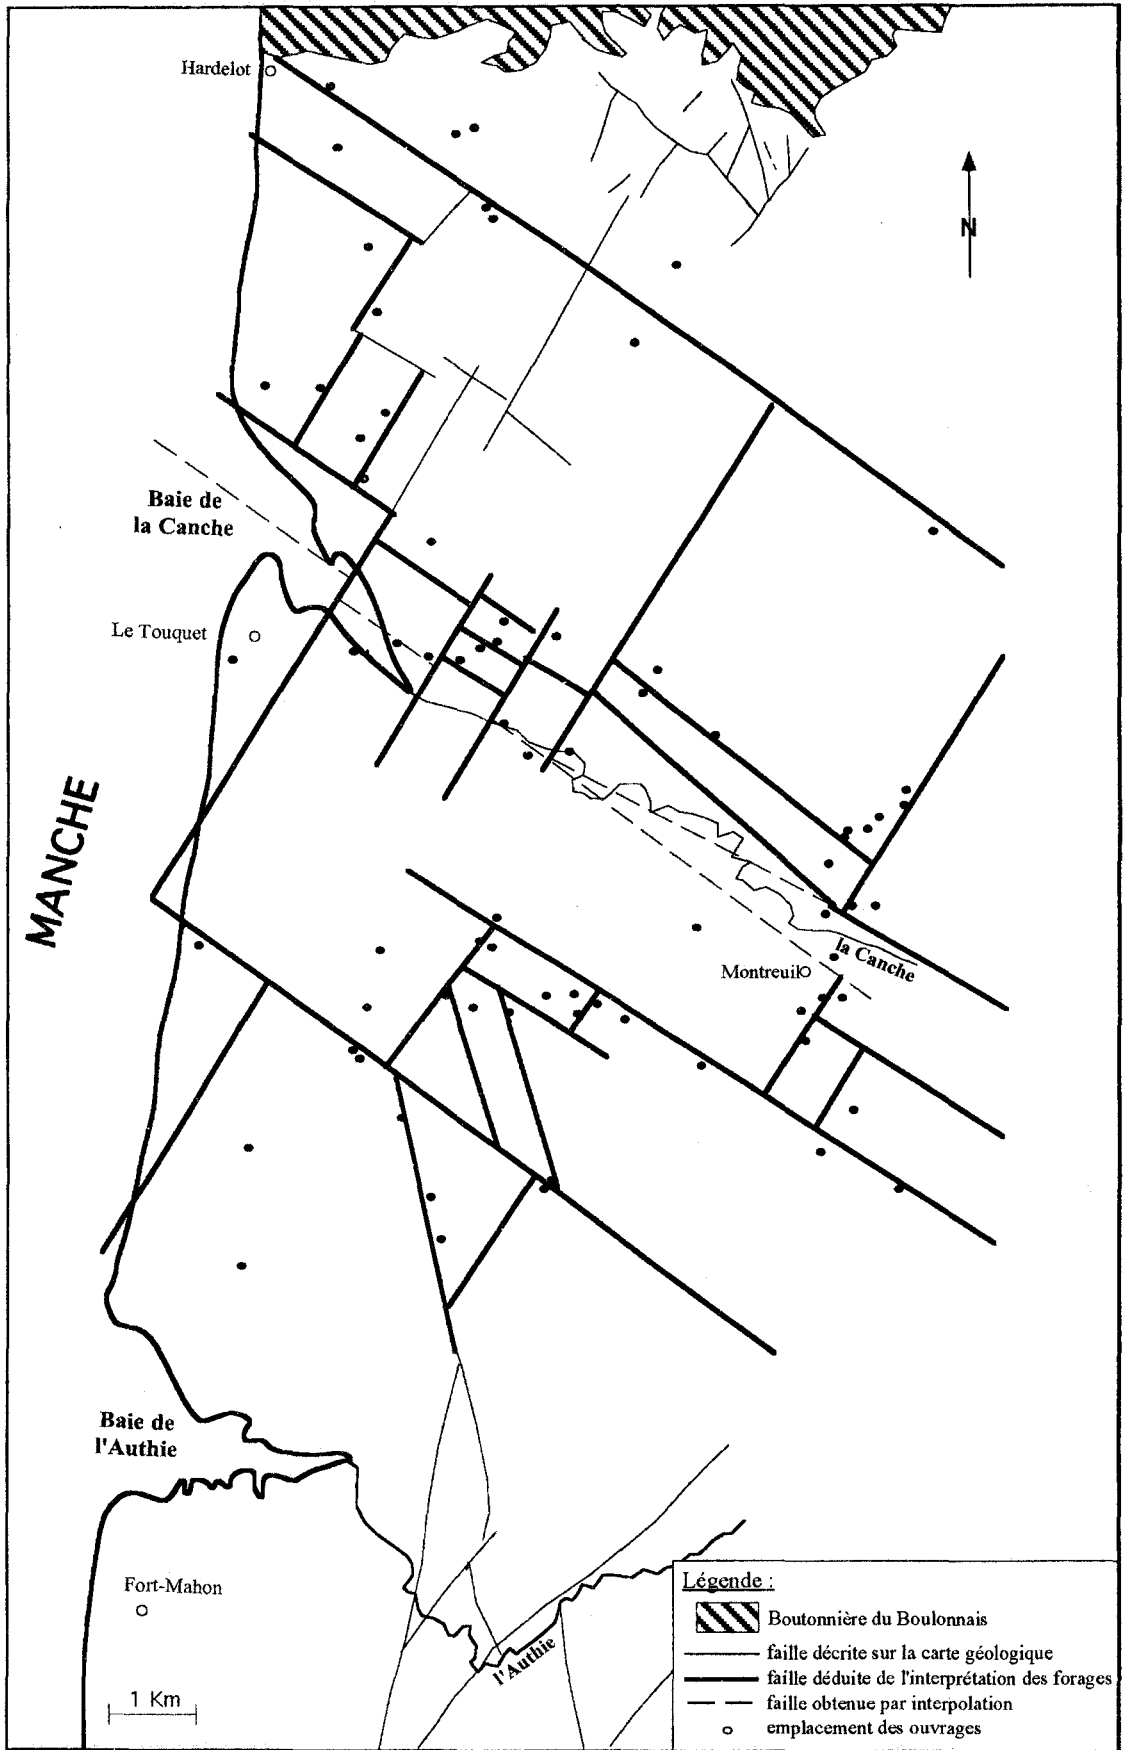 Hardelot
N
Baie de
la Canche
Le Touquet
MANCHE
la Canche
Montreuil
Baie de
l'Authie
Fort-Mahon
l'Authie
1 Km
Légende :
Boutonnière du Boulonnais
faille décrite sur la carte géologique
faille déduite de l'interprétation des forages
faille obtenue par interpolation
emplacement des ouvrages